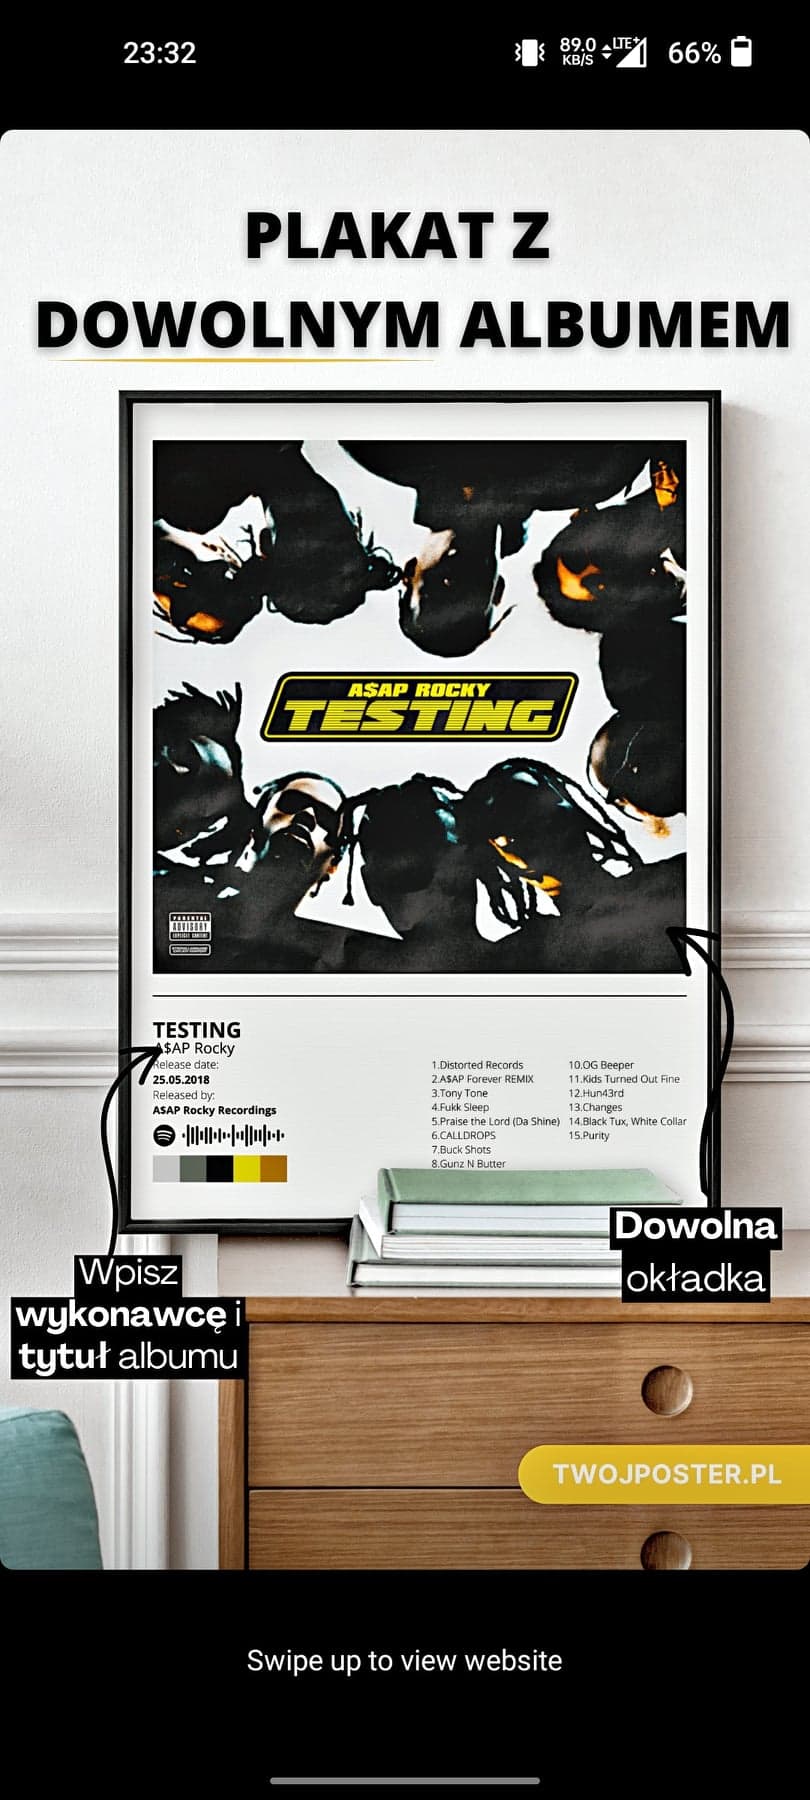 23:32
89.0
KB/S
LTE+
66%
PLAKAT Z
DOWOLNYM ALBUMEM
A$AP ROCKY
TESTING
PARENTAL
ADVISORY
EXPLICIT CONTENT
TESTING
A$AP Rocky
Release date:
25.05.2018
Released by:
A$AP Rocky Recordings
1.Distorted Records
2.A$AP Forever REMIX
3.Tony Tone
4.Fukk Sleep
5.Praise the Lord (Da Shine)
6.CALLDROPS
7.Buck Shots
8.Gunz N Butter
10.OG Beeper
11.Kids Turned Out Fine
12.Hun43rd
13.Changes
14.Black Tux, White Collar
15.Purity
Dowolna
okładka
Wpisz
wykonawcę i
tytuł albumu
TWOJPOSTER.PL
Swipe up to view website